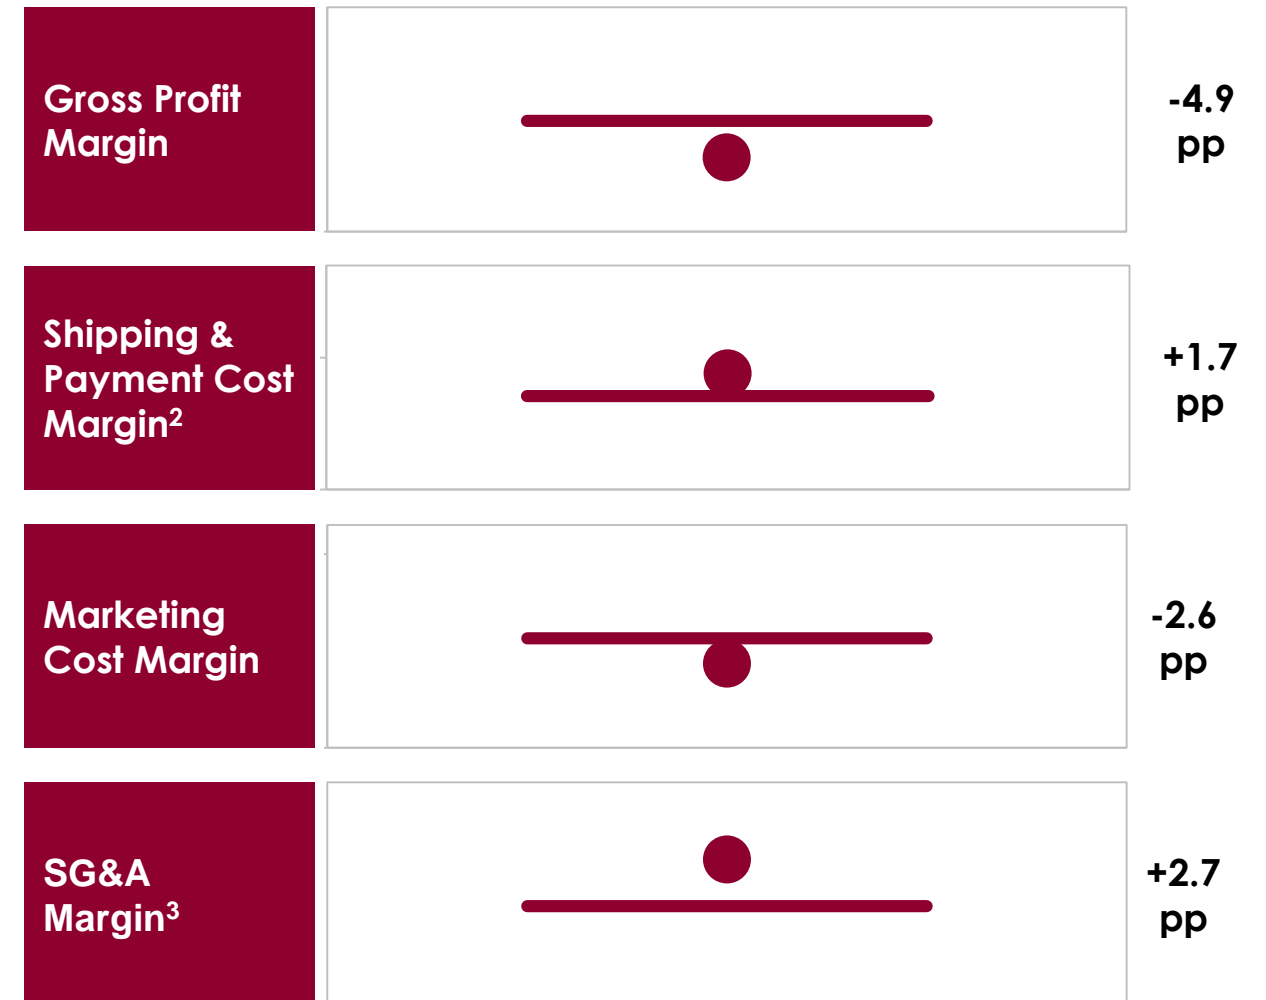 Gross Profit
Margin
-4.9
pp
Shipping &
Payment Cost
Margin²
+1.7
pp
Marketing
Cost Margin
-2.6
pp
SG&A
Margin³
+2.7
pp